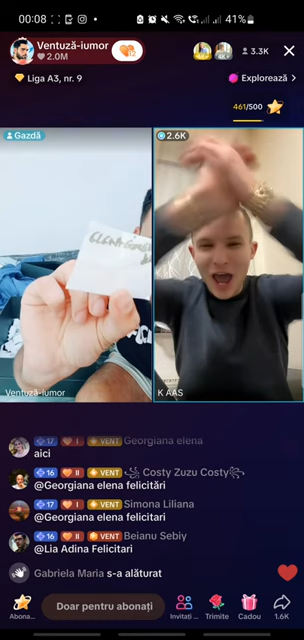 00:08
41%
Ventuză-iumor
2.0M
3.3K
Liga A3, nr. 9
Explorează >
461/500
Gazdă
2.6K
Ventuză-iumor
K AAS
17 II VENT Georgiana elena
aici
16 II VENT Costy Zuzu Costy
@Georgiana elena felicitări
17 I VENT Simona Liliana
@Georgiana elena felicitari
16 II VENT Beianu Sebiy
@Lia Adina Felicitari
Gabriela Maria s-a alăturat
Doar pentru abonați
Abona... Invitați ... Trimite Cadou 1.6K